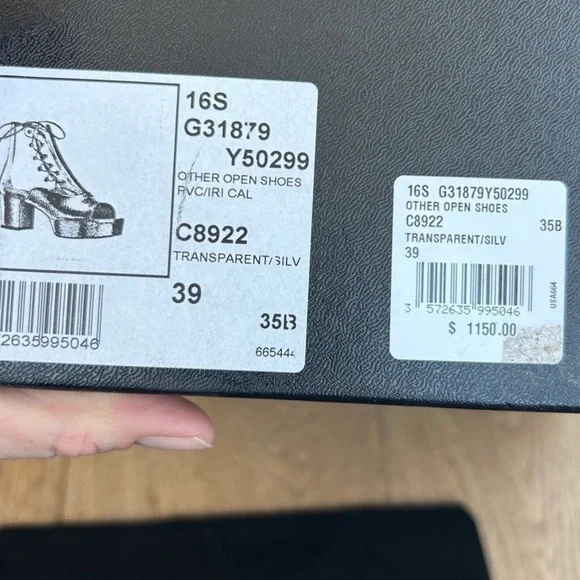 16S
G31879
Y50299
OTHER OPEN SHOES
PVC/IRI CAL
C8922
TRANSPARENT/SILV
39
35B
2635995046
665444
16S G31879Y50299
OTHER OPEN SHOES
C8922 35B
TRANSPARENT/SILV
39
3 572635 995046
USA664
$ 1150.00